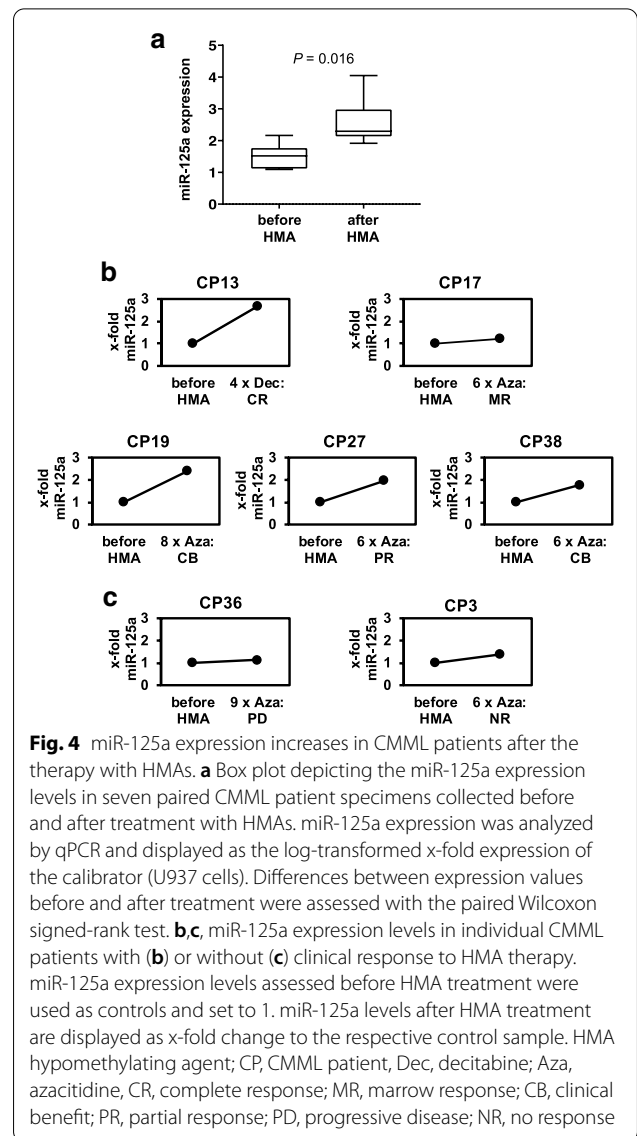 a
5
4
3
2
1
0
miR-125a expression
P = 0.016
before HMA
after HMA
b
CP13
3
2
1
0
x-fold miR-125a
before HMA
4 x Dec: CR
CP17
3
2
1
0
x-fold miR-125a
before HMA
6 x Aza: MR
CP19
3
2
1
0
x-fold miR-125a
before HMA
8 x Aza: CB
CP27
3
2
1
0
x-fold miR-125a
before HMA
6 x Aza: PR
CP38
3
2
1
0
x-fold miR-125a
before HMA
6 x Aza: CB
c
CP36
3
2
1
0
x-fold miR-125a
before HMA
9 x Aza: PD
CP3
3
2
1
0
x-fold miR-125a
before HMA
6 x Aza: NR
Fig. 4 miR-125a expression increases in CMML patients after the
therapy with HMAs. a Box plot depicting the miR-125a expression
levels in seven paired CMML patient specimens collected before
and after treatment with HMAs. miR-125a expression was analyzed
by qPCR and displayed as the log-transformed x-fold expression of
the calibrator (U937 cells). Differences between expression values
before and after treatment were assessed with the paired Wilcoxon
signed-rank test. b,c, miR-125a expression levels in individual CMML
patients with (b) or without (c) clinical response to HMA therapy.
miR-125a expression levels assessed before HMA treatment were
used as controls and set to 1. miR-125a levels after HMA treatment
are displayed as x-fold change to the respective control sample. HMA
hypomethylating agent; CP, CMML patient, Dec, decitabine; Aza,
azacitidine, CR, complete response; MR, marrow response; CB, clinical
benefit; PR, partial response; PD, progressive disease; NR, no response